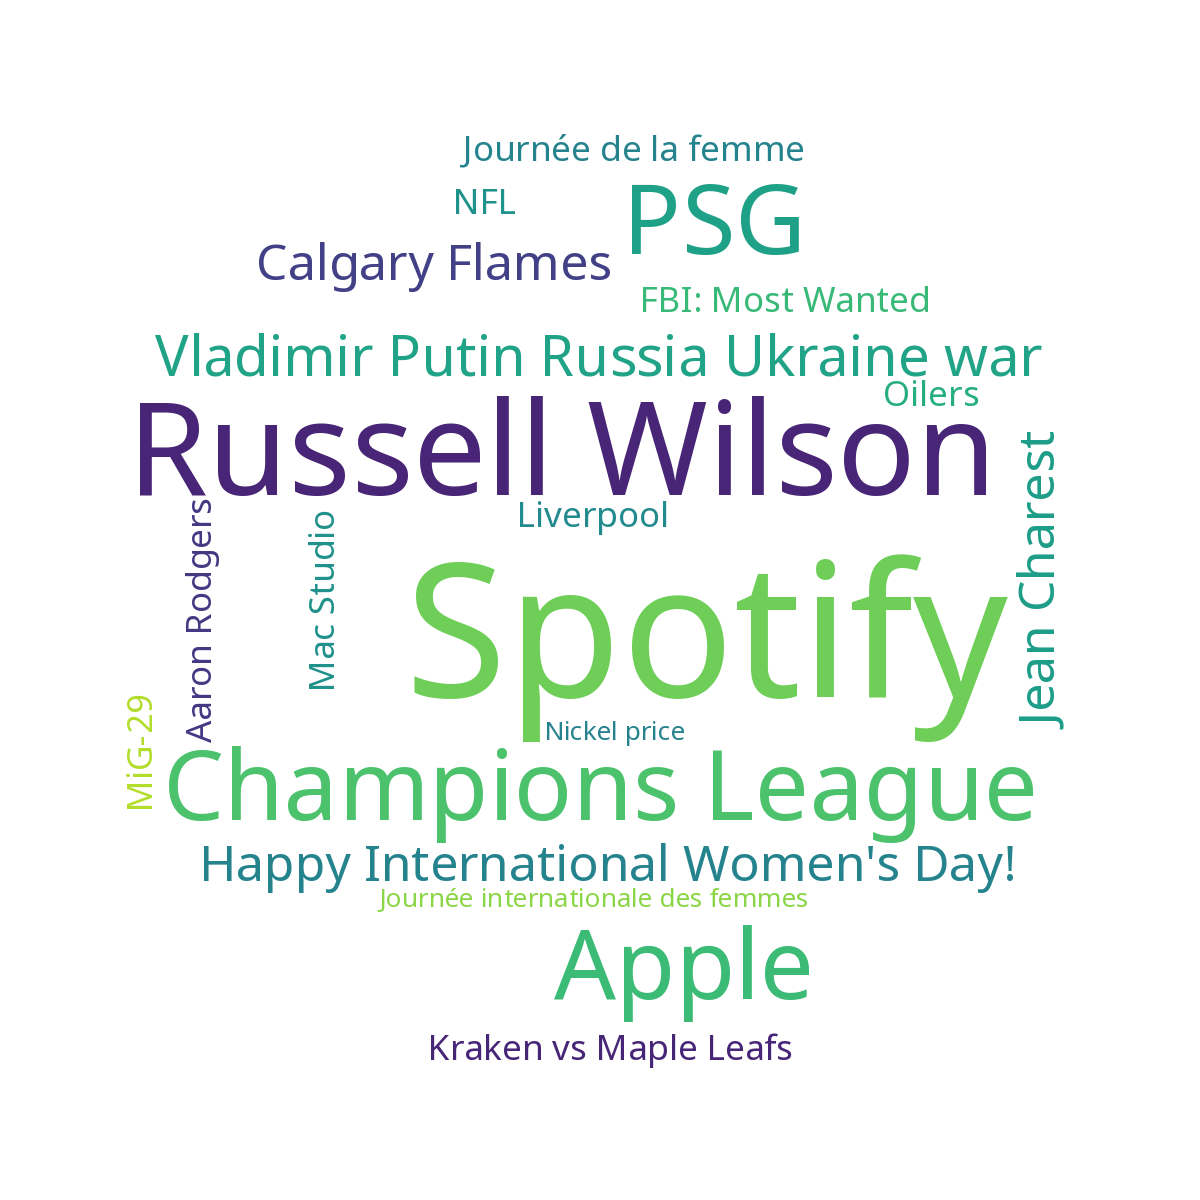 Journée de la femme
NFL
PSG
Calgary Flames
FBI: Most Wanted
Vladimir Putin Russia Ukraine war
Oilers
Russell Wilson
Jean Charest
Aaron Rodgers
Mac Studio
Liverpool
Spotify
MiG-29
Nickel price
Champions League
Happy International Women's Day!
Journée internationale des femmes
Apple
Kraken vs Maple Leafs